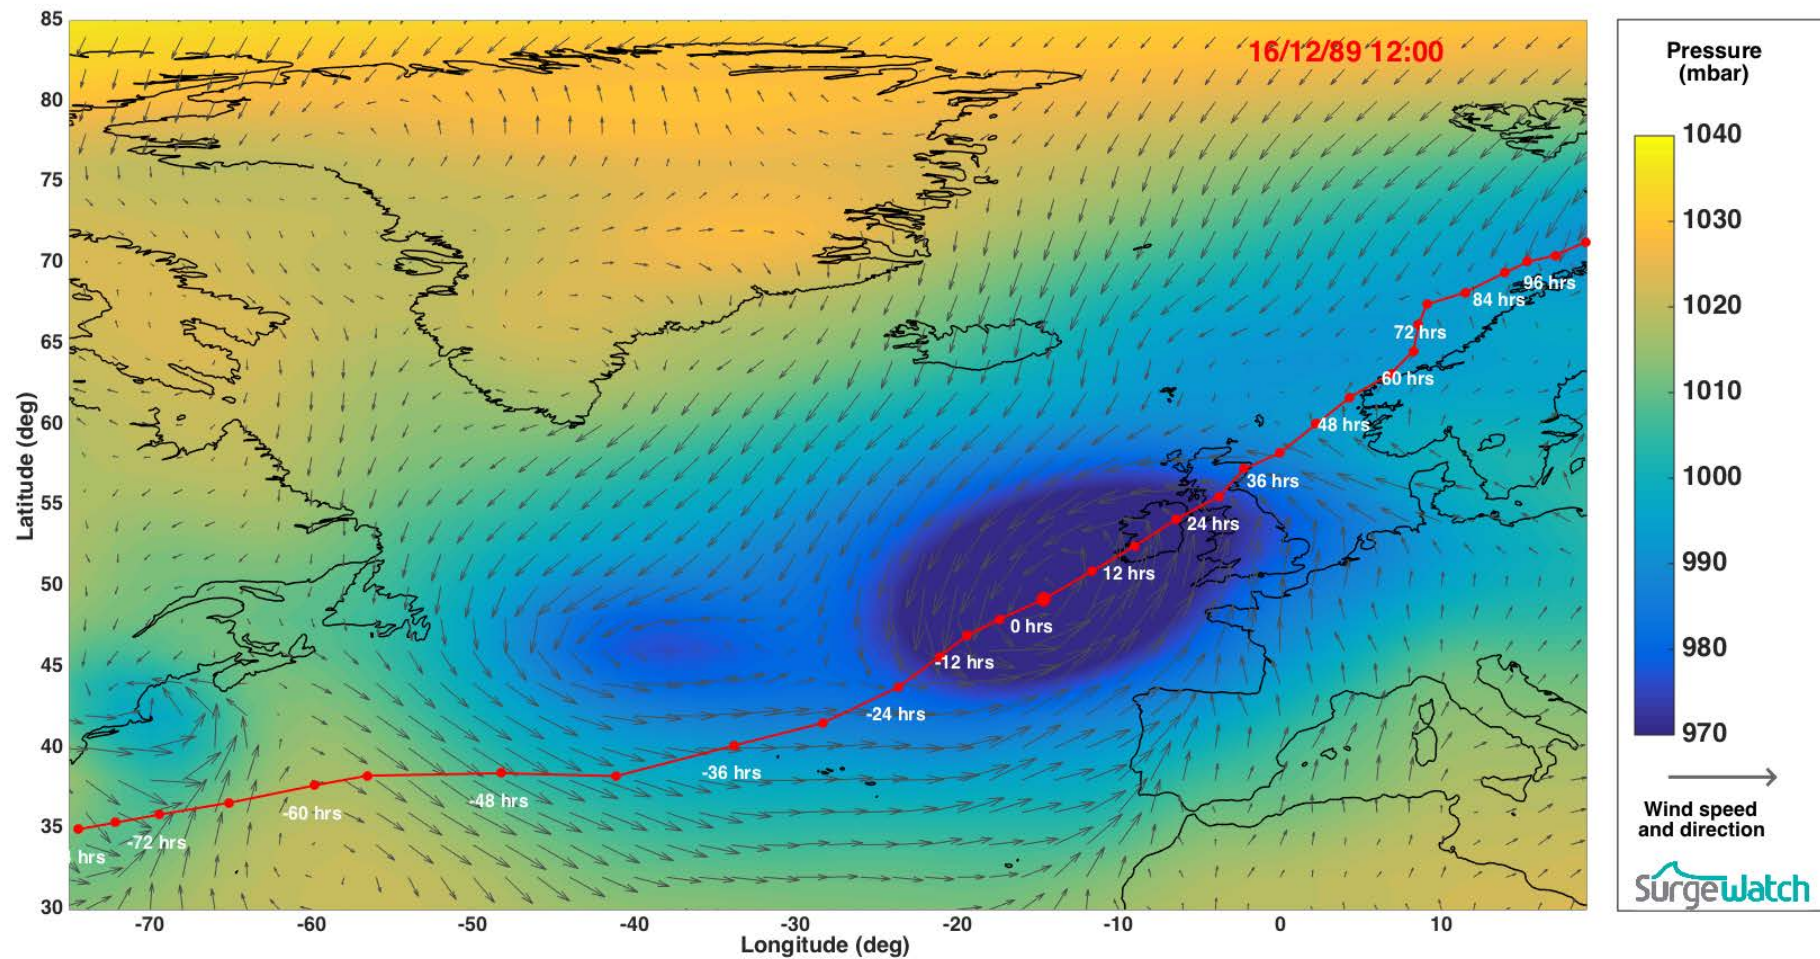 16/12/89 12:00
85
80
75
70
65
60
55
50
45
40
35
30
Latitude (deg)
96 hrs
84 hrs
72 hrs
60 hrs
48 hrs
36 hrs
24 hrs
12 hrs
0 hrs
-12 hrs
-24 hrs
-36 hrs
-48 hrs
-60 hrs
-72 hrs
hrs
-70
-60
-50
-40
-30
-20
-10
0
10
Longitude (deg)
Pressure
(mbar)
1040
1030
1020
1010
1000
990
980
970
Wind speed
and direction
Surgewatch